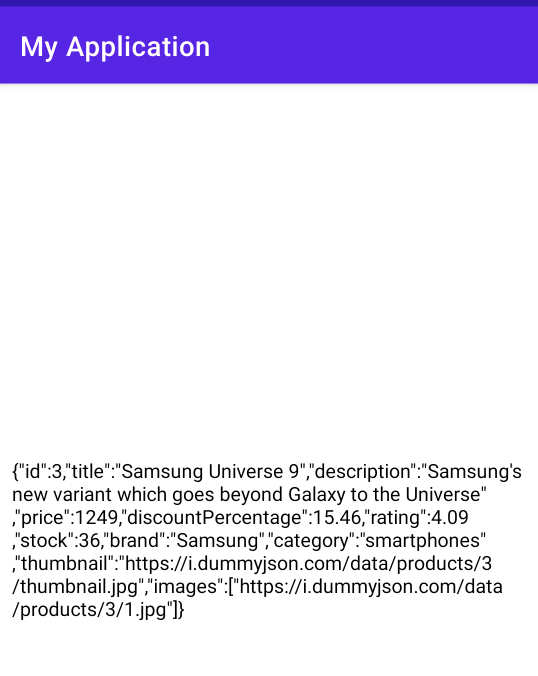 My Application
{"id":3,"title":"Samsung Universe 9","description":"Samsung's
new variant which goes beyond Galaxy to the Universe"
,"price":1249,"discountPercentage":15.46,"rating":4.09
,"stock":36,"brand":"Samsung","category":"smartphones"
,"thumbnail":"https://i.dummyjson.com/data/products/3
/thumbnail.jpg","images":["https://i.dummyjson.com/data
/products/3/1.jpg"]}